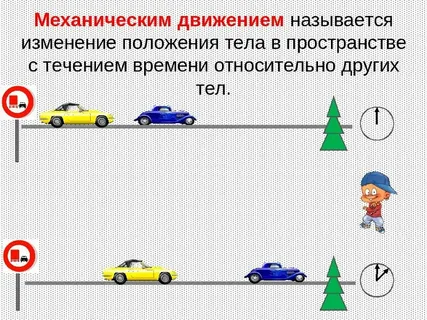 Механическим движением называется
изменение положения тела в пространстве
с течением времени относительно других
тел.